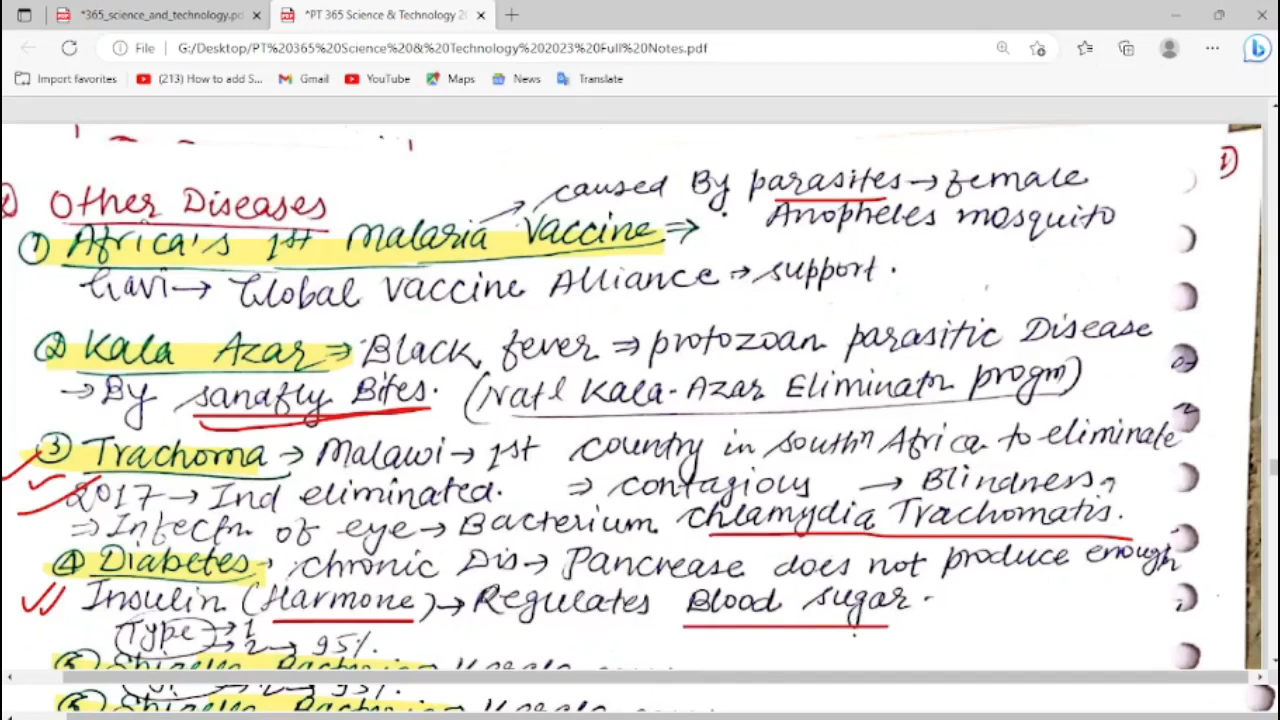 *365_science_and_technology.pd
*PT 365 Science & Technology 20
File G:/Desktop/PT%20365%20Science%20&%20Technology%202023%20Full%20Notes.pdf
Import favorites (213) How to add S... Gmail YouTube Maps News Translate
1)
Other Diseases
caused By parasites → female
Anopheles mosquito
① Africa's 1st Malaria Vaccine ⇒
Gavi → Global Vaccine Alliance → support.
② Kala Azar ⇒ Black fever ⇒ protozoan parasitic Disease
→ By sandfly Bites. (Nat'l Kala-Azar Eliminatn progm)
③ Trachoma → Malawi → 1st country in southn Africa to eliminate
2017 → Ind eliminated. ⇒ contagious → Blindness,
⇒ Infectn of eye → Bacterium chlamydia Trachomatis.
④ Diabetes → chronic Dis → Pancrease does not produce enough
Insulin (Harmone) → Regulates Blood sugar.
Type → 1
→ 2 → 95%.